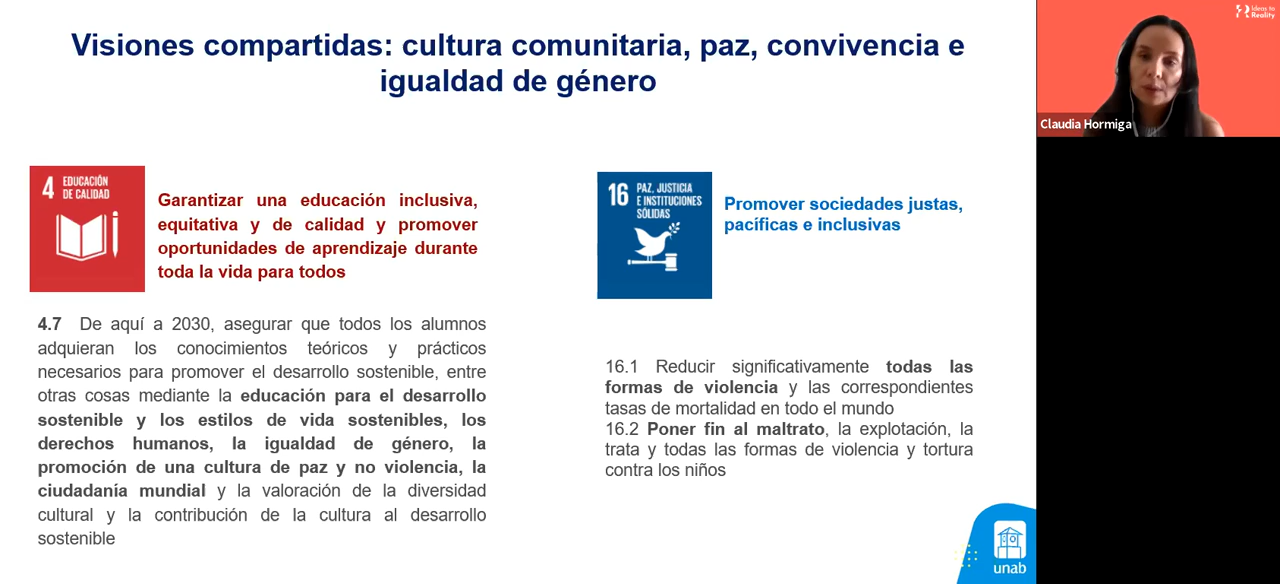 Visiones compartidas: cultura comunitaria, paz, convivencia e
igualdad de género
4 EDUCACIÓN
DE CALIDAD
Garantizar una educación inclusiva,
equitativa y de calidad y promover
oportunidades de aprendizaje durante
toda la vida para todos
4.7 De aquí a 2030, asegurar que todos los alumnos
adquieran los conocimientos teóricos y prácticos
necesarios para promover el desarrollo sostenible, entre
otras cosas mediante la educación para el desarrollo
sostenible y los estilos de vida sostenibles, los
derechos humanos, la igualdad de género, la
promoción de una cultura de paz y no violencia, la
ciudadanía mundial y la valoración de la diversidad
cultural y la contribución de la cultura al desarrollo
sostenible
16 PAZ, JUSTICIA
E INSTITUCIONES
SÓLIDAS
Promover sociedades justas,
pacíficas e inclusivas
16.1 Reducir significativamente todas las
formas de violencia y las correspondientes
tasas de mortalidad en todo el mundo
16.2 Poner fin al maltrato, la explotación, la
trata y todas las formas de violencia y tortura
contra los niños
unab
Ideas to
Reality
Claudia Hormiga